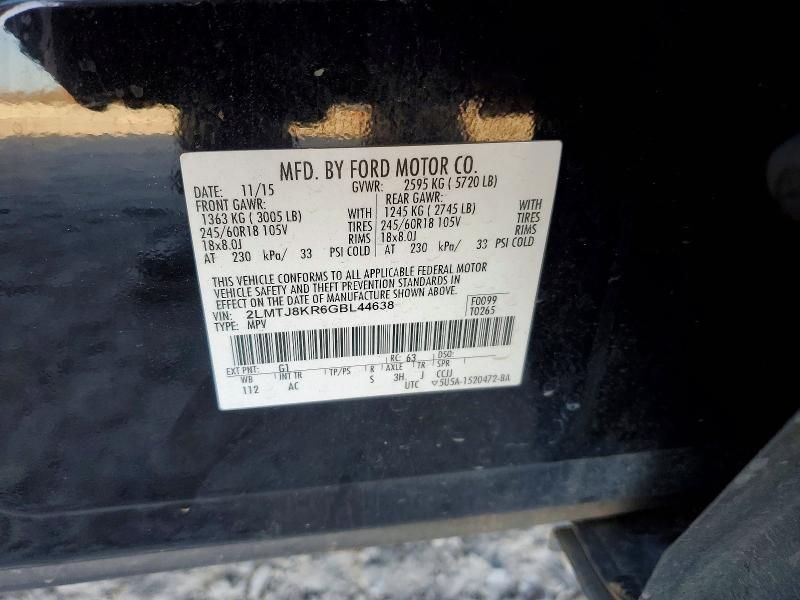 MFD. BY FORD MOTOR CO.
DATE: 11/15 GVWR: 2595 KG ( 5720 LB)
FRONT GAWR: REAR GAWR:
1363 KG ( 3005 LB) WITH 1245 KG ( 2745 LB) WITH
245/60R18 105V TIRES 245/60R18 105V TIRES
18x8.0J RIMS 18x8.0J RIMS
AT 230 kPa/ 33 PSI COLD AT 230 kPa/ 33 PSI COLD
THIS VEHICLE CONFORMS TO ALL APPLICABLE FEDERAL MOTOR
VEHICLE SAFETY AND THEFT PREVENTION STANDARDS IN
EFFECT ON THE DATE OF MANUFACTURE SHOWN ABOVE.
VIN: 2LMTJ8KR6GBL44638 F0099
TYPE: MPV T0265
EXT PNT: G1 RC: 63 DSO:
WB INT TR TP/PS R AXLE TR SPR
112 AC S 3H J CCJJ
UTC ▽5U5A-1520472-BA